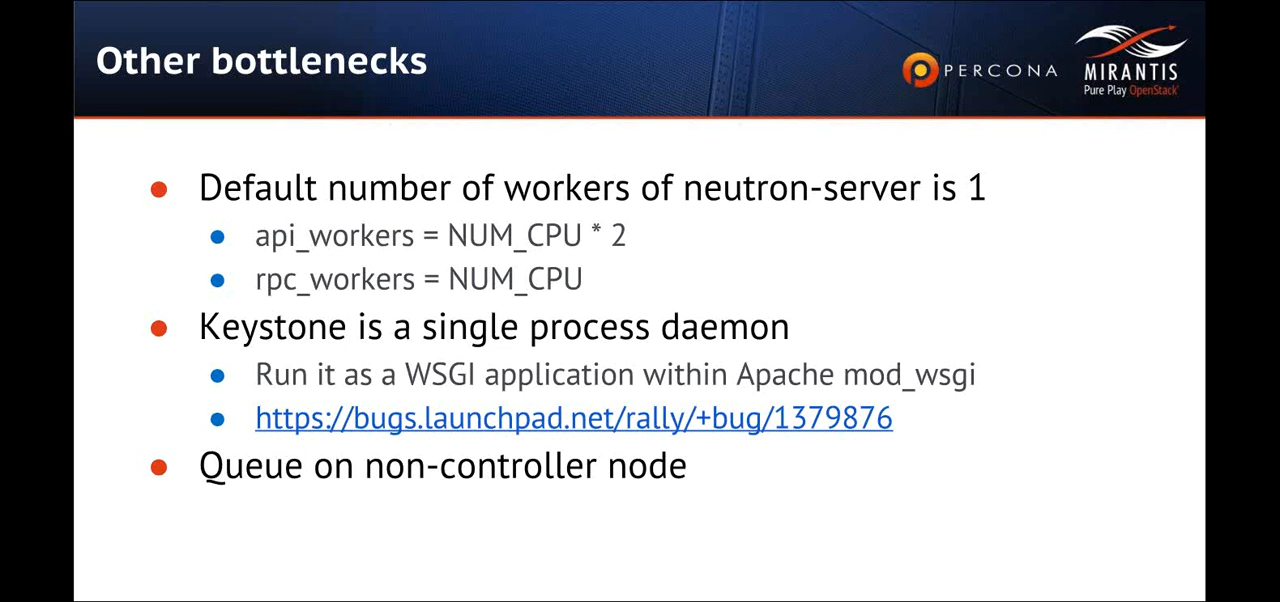 Other bottlenecks
PERCONA
MIRANTIS
Pure Play OpenStack®
Default number of workers of neutron-server is 1
api_workers = NUM_CPU * 2
rpc_workers = NUM_CPU
Keystone is a single process daemon
Run it as a WSGI application within Apache mod_wsgi
https://bugs.launchpad.net/rally/+bug/1379876
Queue on non-controller node